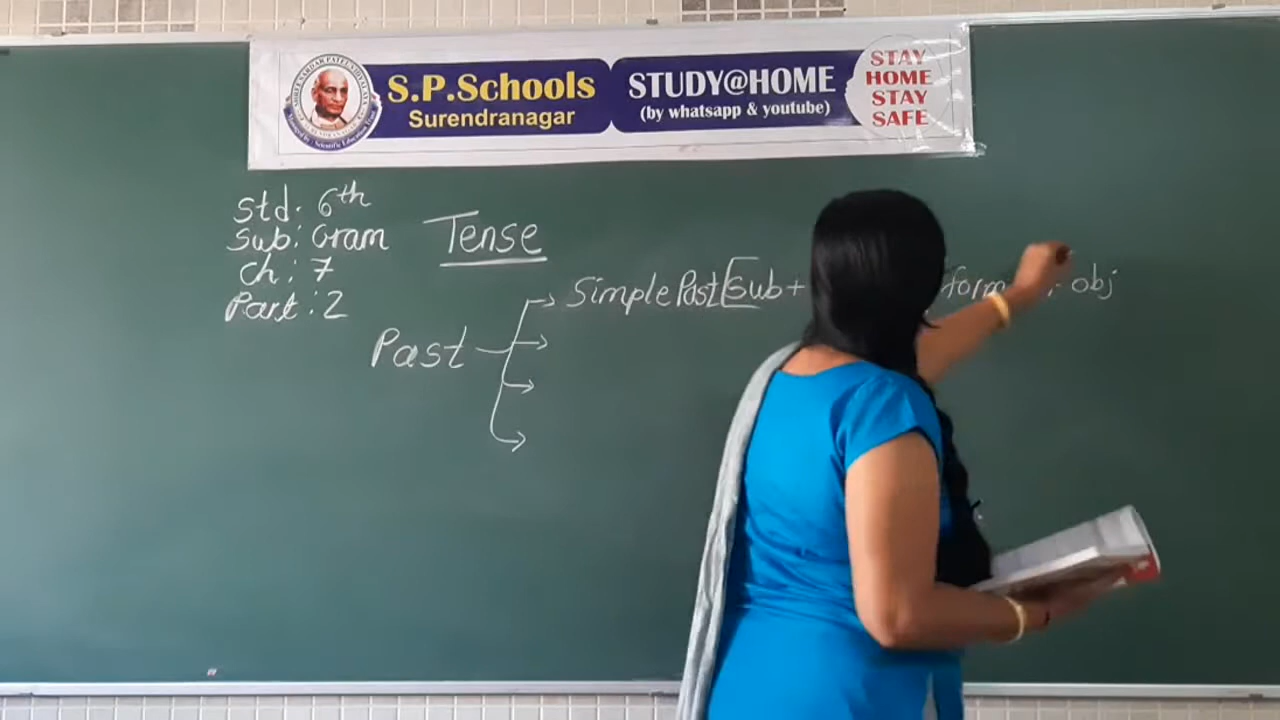 S.P.Schools
Surendranagar
STUDY@HOME
(by whatsapp & youtube)
STAY
HOME
STAY
SAFE
Std. 6th
Sub: Gram
Ch: 7
Part: 2
Tense
Simple Past [Sub + form obj
Past